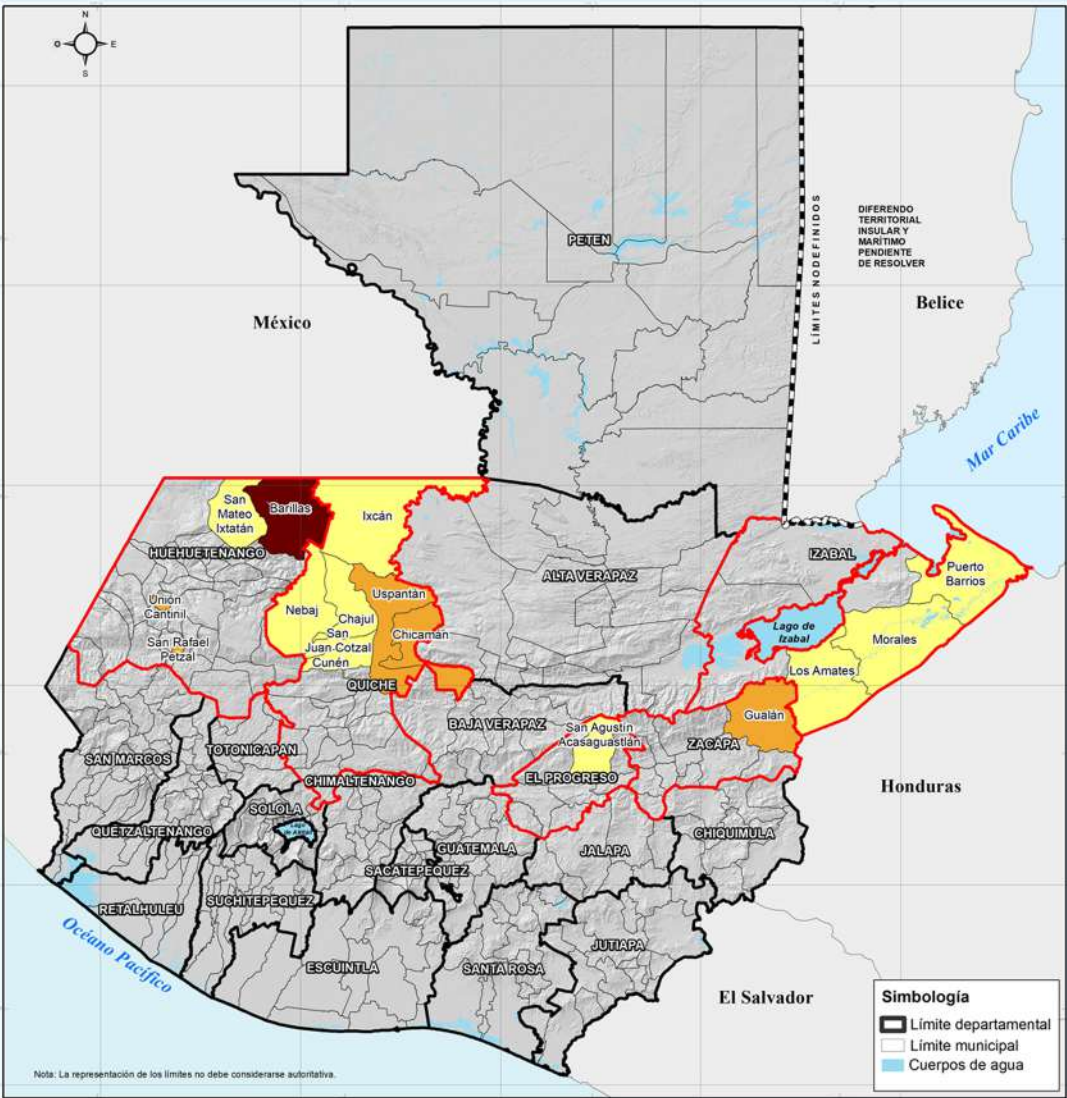 N
O
E
S
LÍMITES NODEFINIDOS
DIFERENDO
TERRITORIAL
INSULAR Y
MARÍTIMO
PENDIENTE
DE RESOLVER
PETEN
Belice
México
Mar Caribe
San
Mateo
Ixtatán
Barillas
Ixcán
HUEHUETENANGO
IZABAL
Puerto
Barrios
ALTA VERAPAZ
Unión
Cantinil
Nebaj
Chajul
Uspantán
Chicamán
San Rafael
Petzal
San
Juan Cotzal
Cunén
QUICHE
Lago de
Izabal
Morales
Los Amates
Gualán
BAJA VERAPAZ
San Agustín
Acasaguastlán
ZACAPA
SAN MARCOS
TOTONICAPAN
CHIMALTENANGO
EL PROGRESO
Honduras
SOLOLA
QUETZALTENANGO
GUATEMALA
JALAPA
CHIQUIMULA
SACATEPEQUEZ
RETALHULEU
SUCHITEPEQUEZ
JUTIAPA
Océano Pacífico
ESCUINTLA
SANTA ROSA
El Salvador
Simbología
Límite departamental
Límite municipal
Cuerpos de agua
Nota: La representación de los límites no debe considerarse autoritativa.